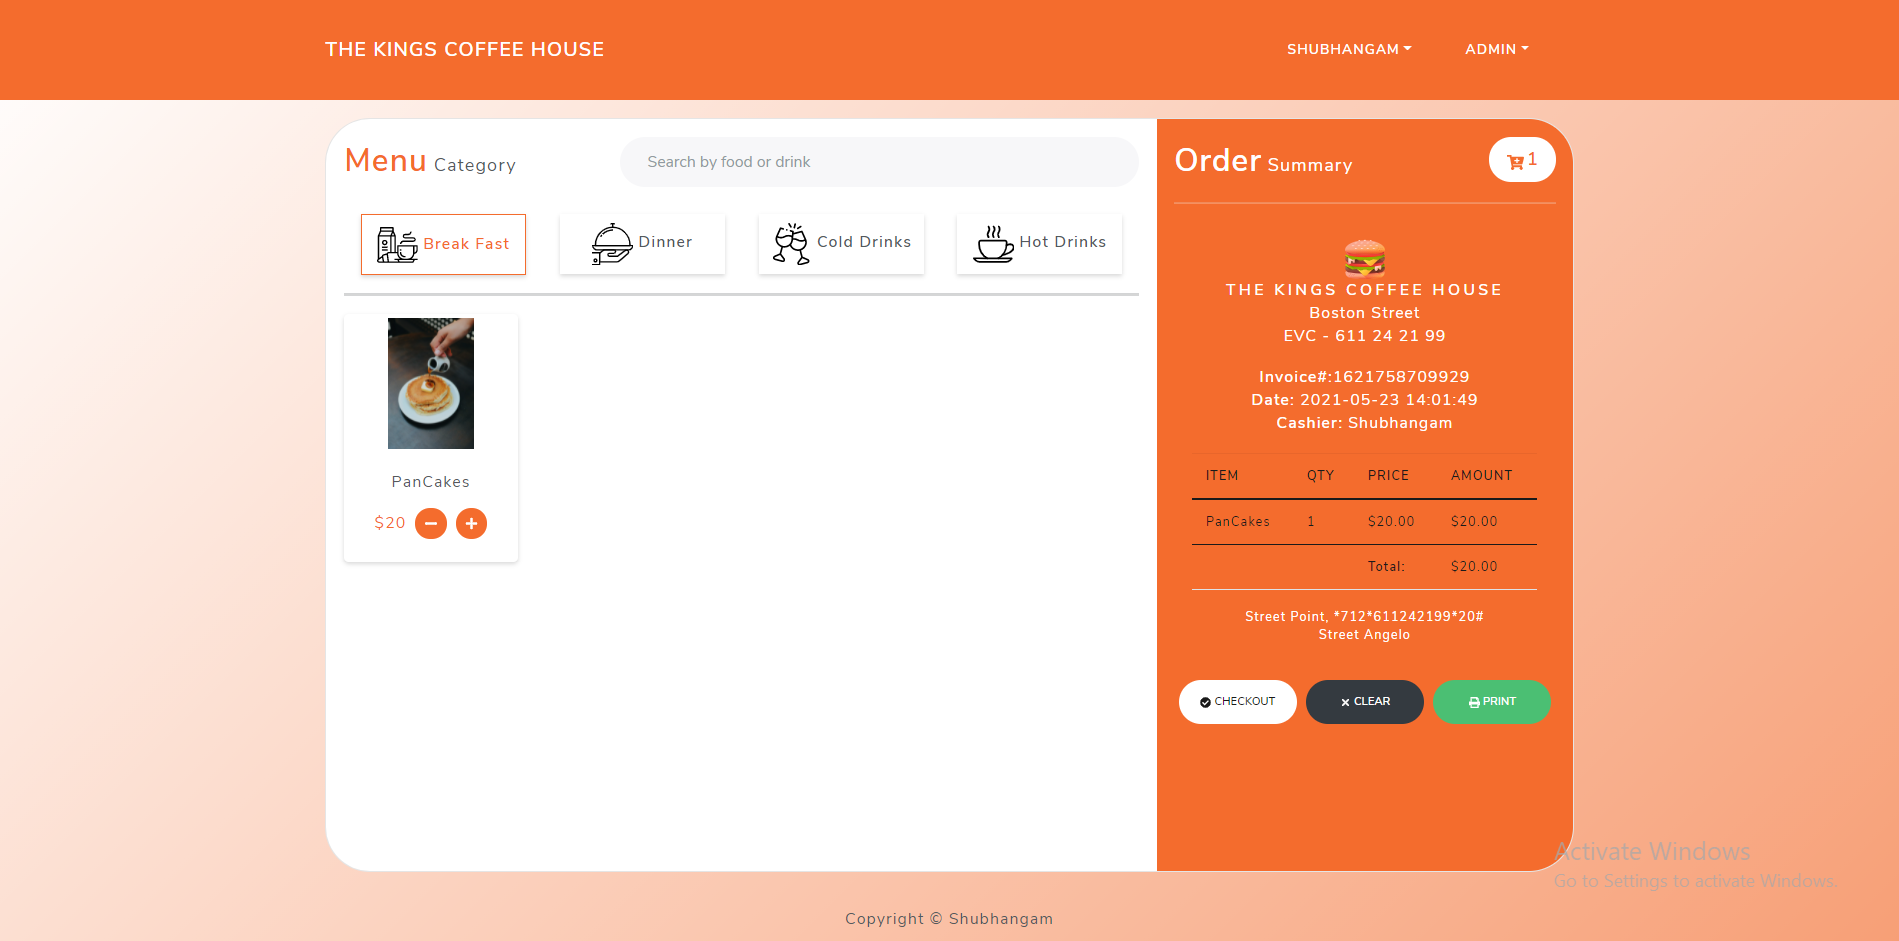 THE KINGS COFFEE HOUSE
SHUBHANGAM
ADMIN
Menu Category
Search by food or drink
Break Fast
Dinner
Cold Drinks
Hot Drinks
PanCakes
$20
Order Summary
1
THE KINGS COFFEE HOUSE
Boston Street
EVC - 611 24 21 99
Invoice#:1621758709929
Date: 2021-05-23 14:01:49
Cashier: Shubhangam
ITEM QTY PRICE AMOUNT
PanCakes 1 $20.00 $20.00
Total: $20.00
Street Point, *712*611242199*20#
Street Angelo
CHECKOUT
CLEAR
PRINT
Activate Windows
Go to Settings to activate Windows.
Copyright © Shubhangam